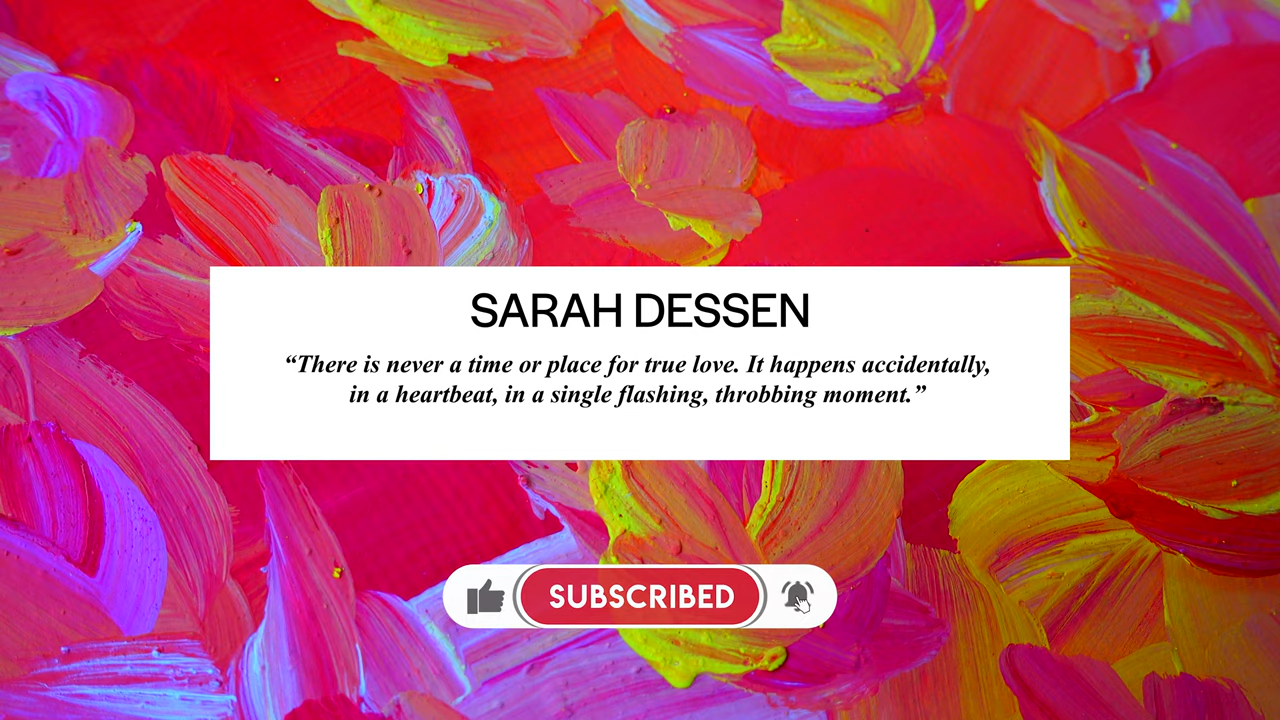 SARAH DESSEN
“There is never a time or place for true love. It happens accidentally,
in a heartbeat, in a single flashing, throbbing moment.”
SUBSCRIBED